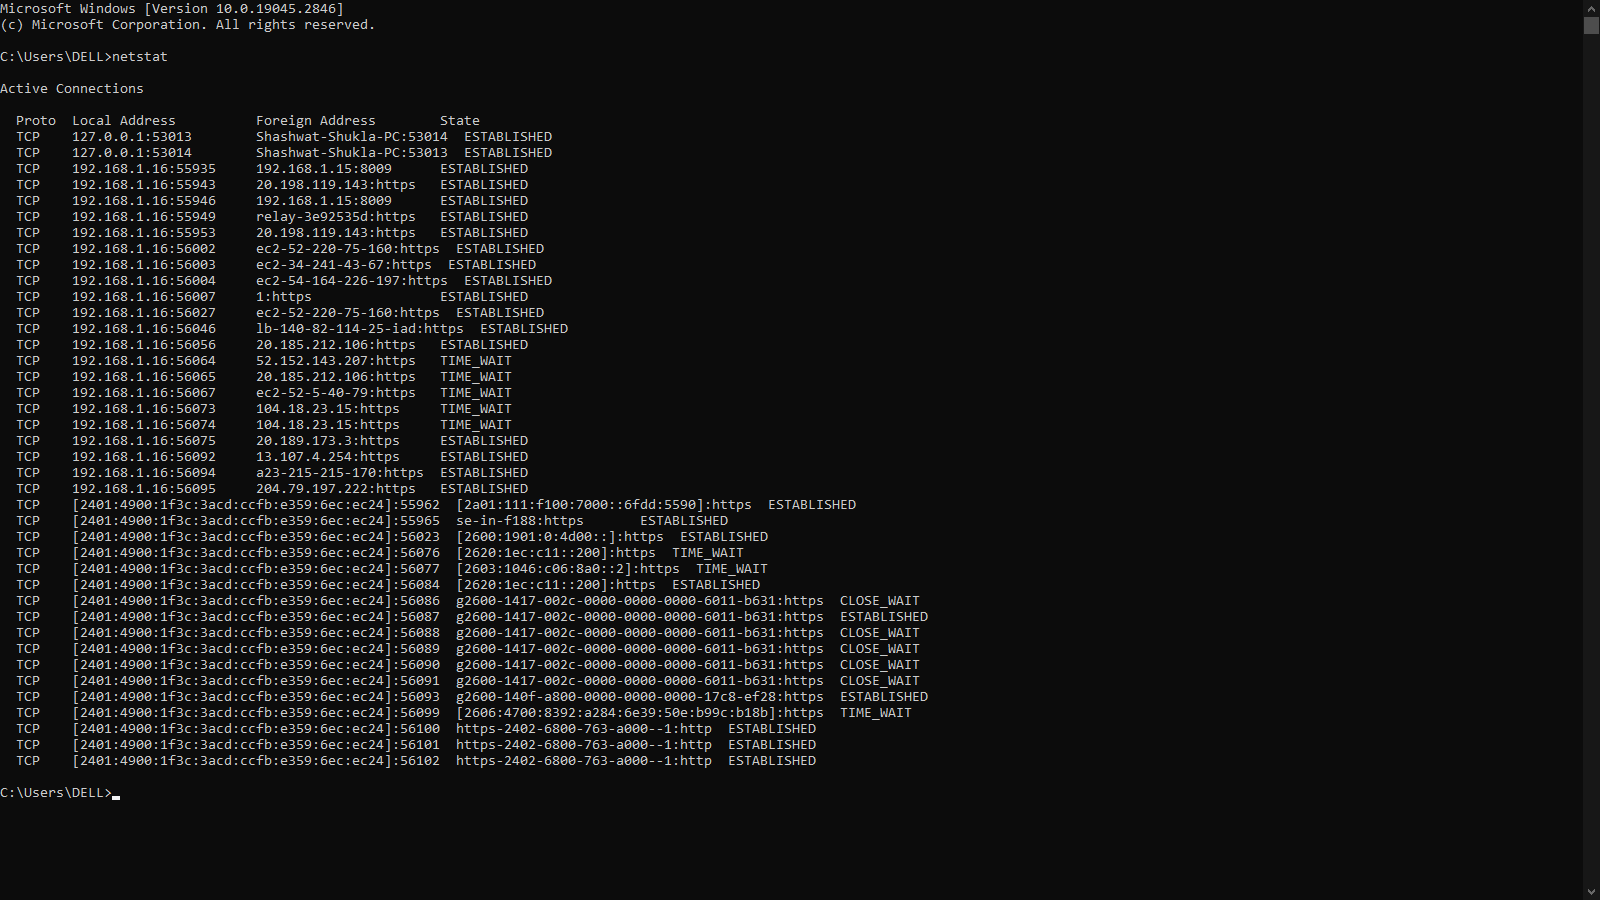 Microsoft Windows [Version 10.0.19045.2846]
(c) Microsoft Corporation. All rights reserved.
C:\Users\DELL>netstat
Active Connections
  Proto  Local Address          Foreign Address        State
  TCP    127.0.0.1:53013        Shashwat-Shukla-PC:53014  ESTABLISHED
  TCP    127.0.0.1:53014        Shashwat-Shukla-PC:53013  ESTABLISHED
  TCP    192.168.1.16:55935     192.168.1.15:8009      ESTABLISHED
  TCP    192.168.1.16:55943     20.198.119.143:https   ESTABLISHED
  TCP    192.168.1.16:55946     192.168.1.15:8009      ESTABLISHED
  TCP    192.168.1.16:55949     relay-3e92535d:https   ESTABLISHED
  TCP    192.168.1.16:55953     20.198.119.143:https   ESTABLISHED
  TCP    192.168.1.16:56002     ec2-52-220-75-160:https  ESTABLISHED
  TCP    192.168.1.16:56003     ec2-34-241-43-67:https  ESTABLISHED
  TCP    192.168.1.16:56004     ec2-54-164-226-197:https  ESTABLISHED
  TCP    192.168.1.16:56007     1:https                ESTABLISHED
  TCP    192.168.1.16:56027     ec2-52-220-75-160:https  ESTABLISHED
  TCP    192.168.1.16:56046     lb-140-82-114-25-iad:https  ESTABLISHED
  TCP    192.168.1.16:56056     20.185.212.106:https   ESTABLISHED
  TCP    192.168.1.16:56064     52.152.143.207:https   TIME_WAIT
  TCP    192.168.1.16:56065     20.185.212.106:https   TIME_WAIT
  TCP    192.168.1.16:56067     ec2-52-5-40-79:https   TIME_WAIT
  TCP    192.168.1.16:56073     104.18.23.15:https     TIME_WAIT
  TCP    192.168.1.16:56074     104.18.23.15:https     TIME_WAIT
  TCP    192.168.1.16:56075     20.189.173.3:https     ESTABLISHED
  TCP    192.168.1.16:56092     13.107.4.254:https     ESTABLISHED
  TCP    192.168.1.16:56094     a23-215-215-170:https  ESTABLISHED
  TCP    192.168.1.16:56095     204.79.197.222:https   ESTABLISHED
  TCP    [2401:4900:1f3c:3acd:ccfb:e359:6ec:ec24]:55962  [2a01:111:f100:7000::6fdd:5590]:https  ESTABLISHED
  TCP    [2401:4900:1f3c:3acd:ccfb:e359:6ec:ec24]:55965  se-in-f188:https       ESTABLISHED
  TCP    [2401:4900:1f3c:3acd:ccfb:e359:6ec:ec24]:56023  [2600:1901:0:4d00::]:https  ESTABLISHED
  TCP    [2401:4900:1f3c:3acd:ccfb:e359:6ec:ec24]:56076  [2620:1ec:c11::200]:https  TIME_WAIT
  TCP    [2401:4900:1f3c:3acd:ccfb:e359:6ec:ec24]:56077  [2603:1046:c06:8a0::2]:https  TIME_WAIT
  TCP    [2401:4900:1f3c:3acd:ccfb:e359:6ec:ec24]:56084  [2620:1ec:c11::200]:https  ESTABLISHED
  TCP    [2401:4900:1f3c:3acd:ccfb:e359:6ec:ec24]:56086  g2600-1417-002c-0000-0000-0000-6011-b631:https  CLOSE_WAIT
  TCP    [2401:4900:1f3c:3acd:ccfb:e359:6ec:ec24]:56087  g2600-1417-002c-0000-0000-0000-6011-b631:https  ESTABLISHED
  TCP    [2401:4900:1f3c:3acd:ccfb:e359:6ec:ec24]:56088  g2600-1417-002c-0000-0000-0000-6011-b631:https  CLOSE_WAIT
  TCP    [2401:4900:1f3c:3acd:ccfb:e359:6ec:ec24]:56089  g2600-1417-002c-0000-0000-0000-6011-b631:https  CLOSE_WAIT
  TCP    [2401:4900:1f3c:3acd:ccfb:e359:6ec:ec24]:56090  g2600-1417-002c-0000-0000-0000-6011-b631:https  CLOSE_WAIT
  TCP    [2401:4900:1f3c:3acd:ccfb:e359:6ec:ec24]:56091  g2600-1417-002c-0000-0000-0000-6011-b631:https  CLOSE_WAIT
  TCP    [2401:4900:1f3c:3acd:ccfb:e359:6ec:ec24]:56093  g2600-140f-a800-0000-0000-0000-17c8-ef28:https  ESTABLISHED
  TCP    [2401:4900:1f3c:3acd:ccfb:e359:6ec:ec24]:56099  [2606:4700:8392:a284:6e39:50e:b99c:b18b]:https  TIME_WAIT
  TCP    [2401:4900:1f3c:3acd:ccfb:e359:6ec:ec24]:56100  https-2402-6800-763-a000--1:http  ESTABLISHED
  TCP    [2401:4900:1f3c:3acd:ccfb:e359:6ec:ec24]:56101  https-2402-6800-763-a000--1:http  ESTABLISHED
  TCP    [2401:4900:1f3c:3acd:ccfb:e359:6ec:ec24]:56102  https-2402-6800-763-a000--1:http  ESTABLISHED
C:\Users\DELL>